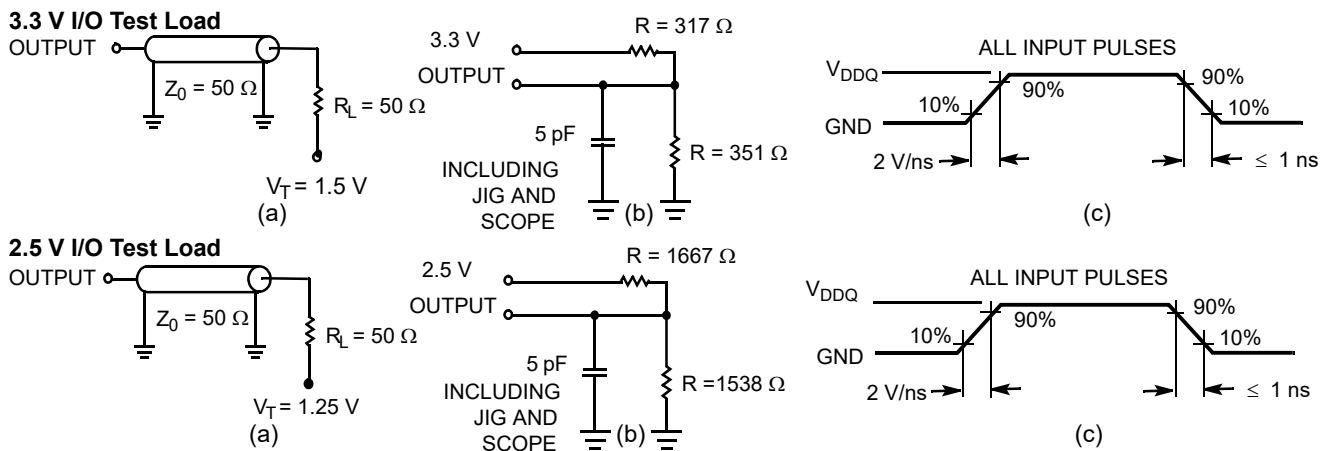 3.3 V I/O Test Load
OUTPUT
Z0 = 50 Ω
RL = 50 Ω
VT = 1.5 V
(a)
R = 317 Ω
3.3 V
OUTPUT
5 pF
INCLUDING
JIG AND
SCOPE
R = 351 Ω
(b)
ALL INPUT PULSES
VDDQ
90%
90%
10%
10%
GND
2 V/ns
≤ 1 ns
(c)
2.5 V I/O Test Load
OUTPUT
Z0 = 50 Ω
RL = 50 Ω
VT = 1.25 V
(a)
R = 1667 Ω
2.5 V
OUTPUT
5 pF
INCLUDING
JIG AND
SCOPE
R =1538 Ω
(b)
ALL INPUT PULSES
VDDQ
90%
90%
10%
10%
GND
2 V/ns
≤ 1 ns
(c)